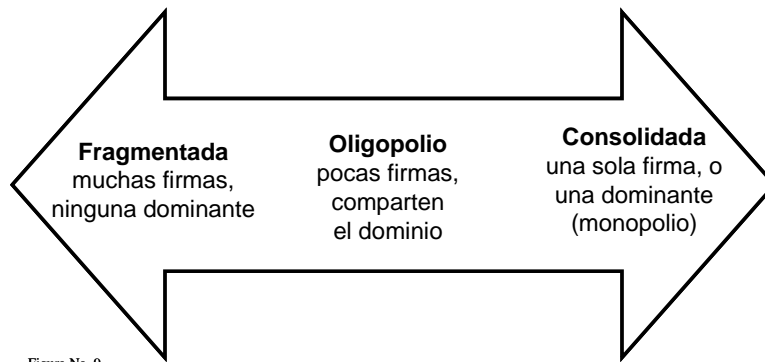 Fragmentada
muchas firmas,
ninguna dominante
Oligopolio
pocas firmas,
comparten
el dominio
Consolidada
una sola firma, o
una dominante
(monopolio)
Figura No. 9